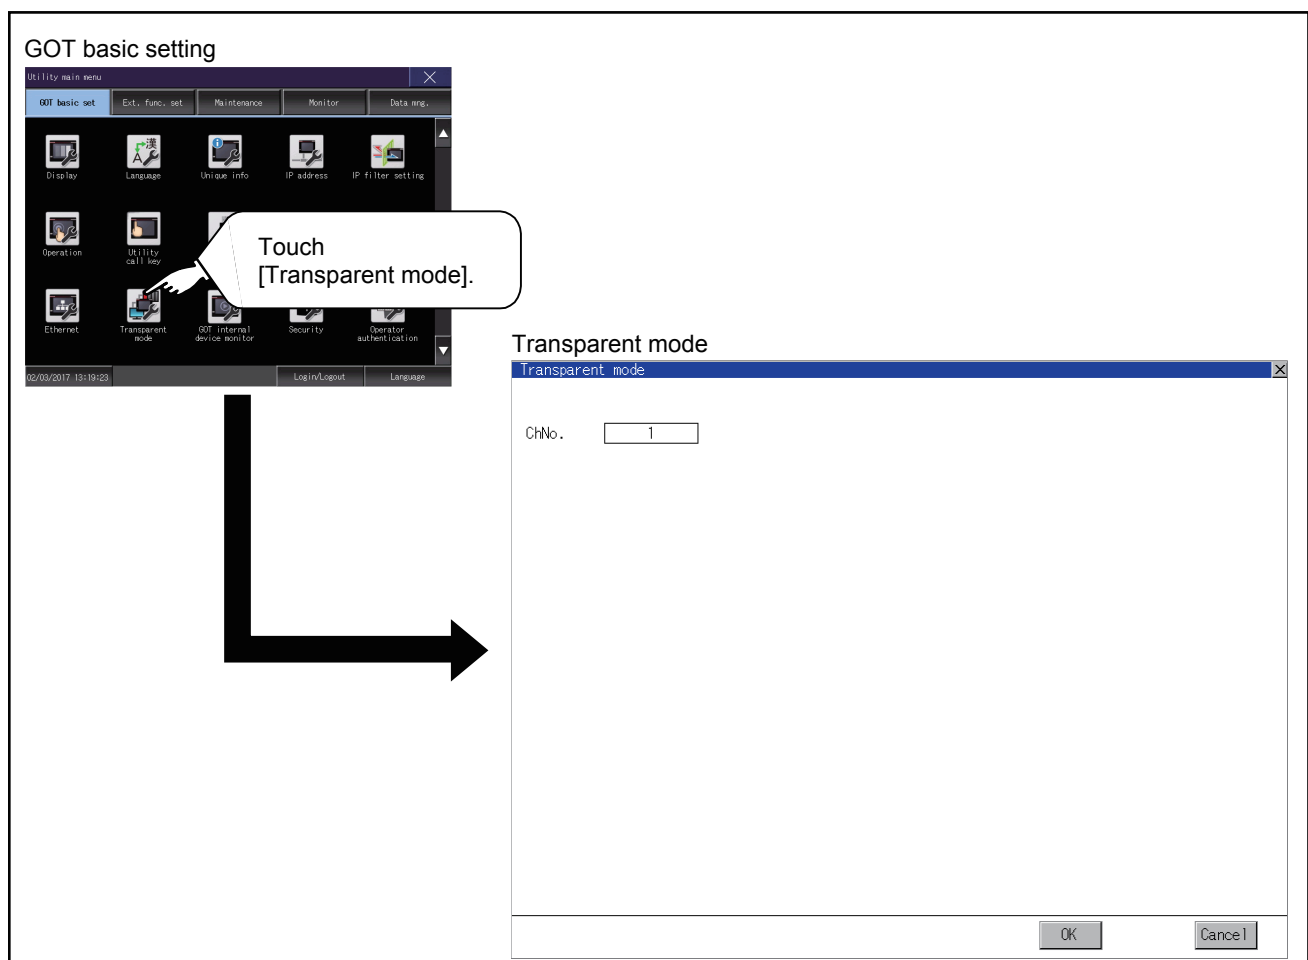 GOT basic setting
Utility main menu
GOT basic set Ext. func. set Maintenance Monitor Data mng.
漢
A
Display Language Unique info IP address IP filter setting
Operation Utility
call key
Touch
[Transparent mode].
Ethernet Transparent
mode GOT internal
device monitor Security Operator
authentication
02/03/2017 13:19:23 Login/Logout Language
Transparent mode
Transparent mode
ChNo. 1
OK Cancel